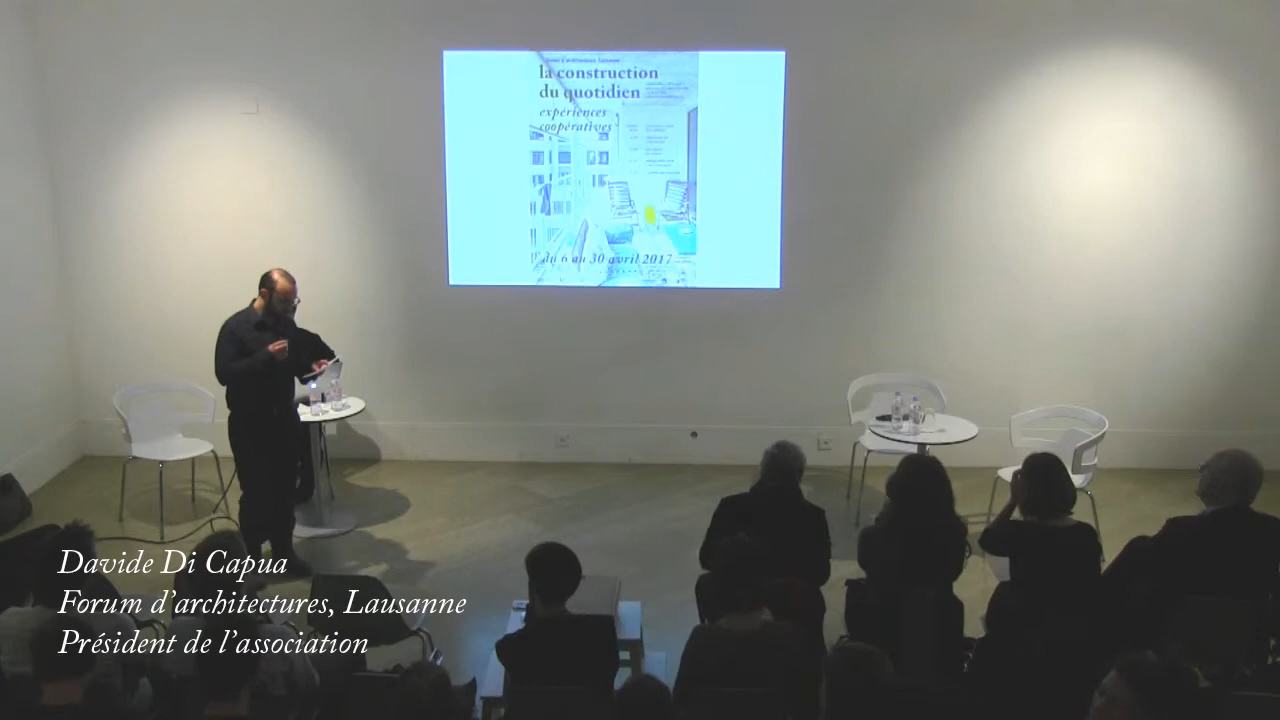 la construction
du quotidien
expériences
coopératives
du 6 au 30 avril 2017
Davide Di Capua
Forum d’architectures, Lausanne
Président de l’association